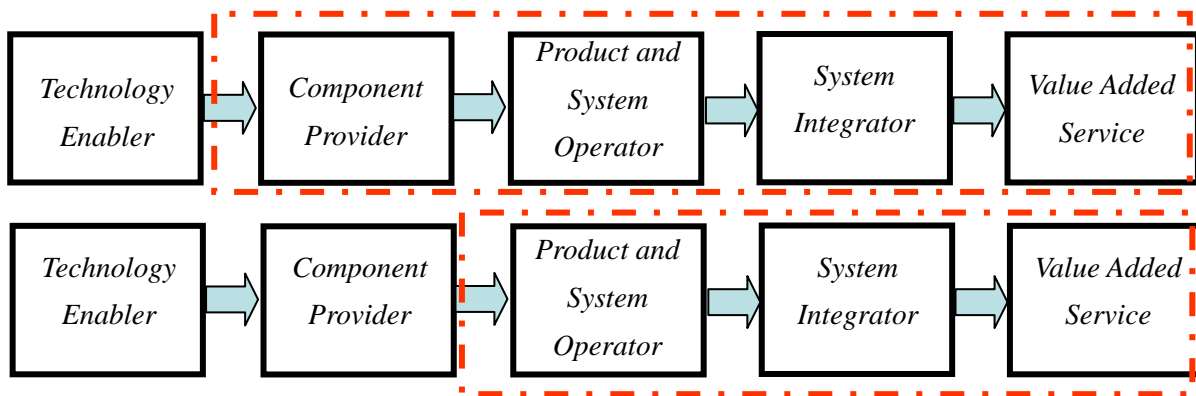 Technology
Enabler
Component
Provider
Product and
System
Operator
System
Integrator
Value Added
Service
Technology
Enabler
Component
Provider
Product and
System
Operator
System
Integrator
Value Added
Service